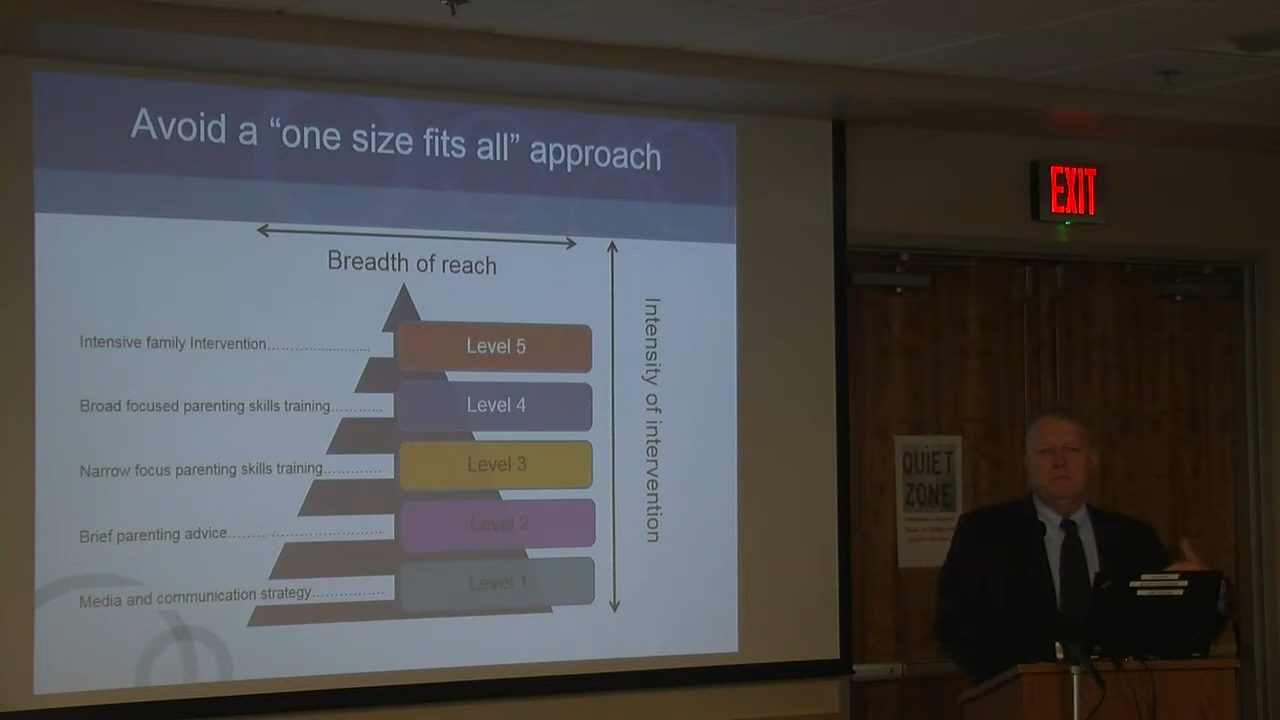 Avoid a “one size fits all” approach
Breadth of reach
Intensity of intervention
Intensive family Intervention........................
Level 5
Broad focused parenting skills training............
Level 4
Narrow focus parenting skills training..............
Level 3
Brief parenting advice....................................
Level 2
Media and communication strategy.................
Level 1
EXIT
QUIET
ZONE